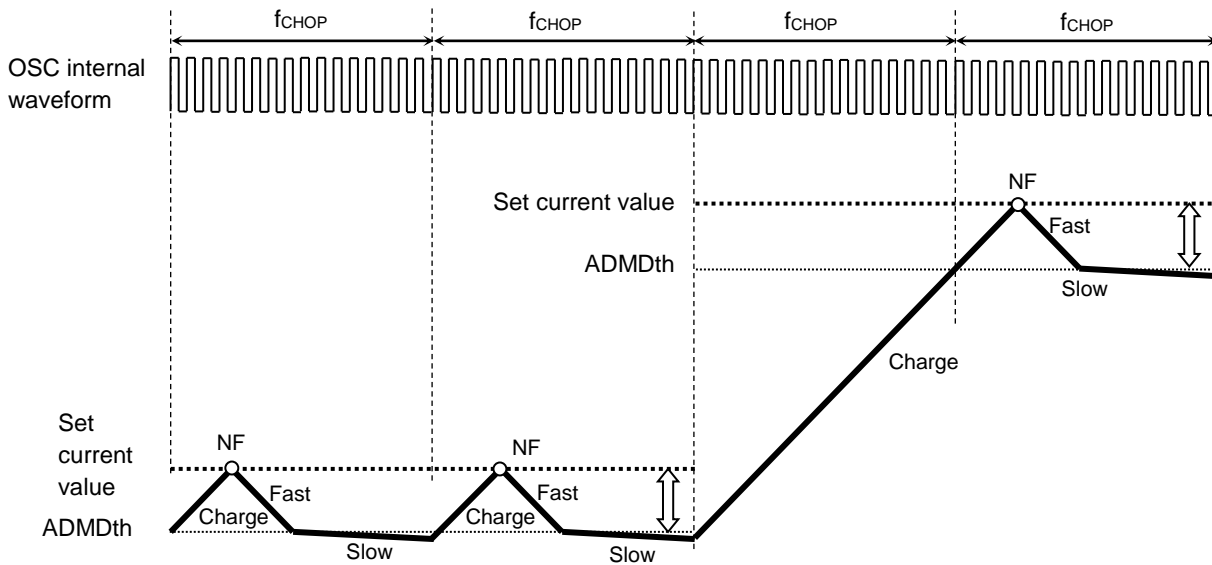 fCHOP fCHOP fCHOP fCHOP
OSC internal
waveform
NF
Set current value
Fast
ADMDth
Slow
Charge
Set
current
value
NF NF
Fast Fast
Charge Charge
ADMDth
Slow Slow